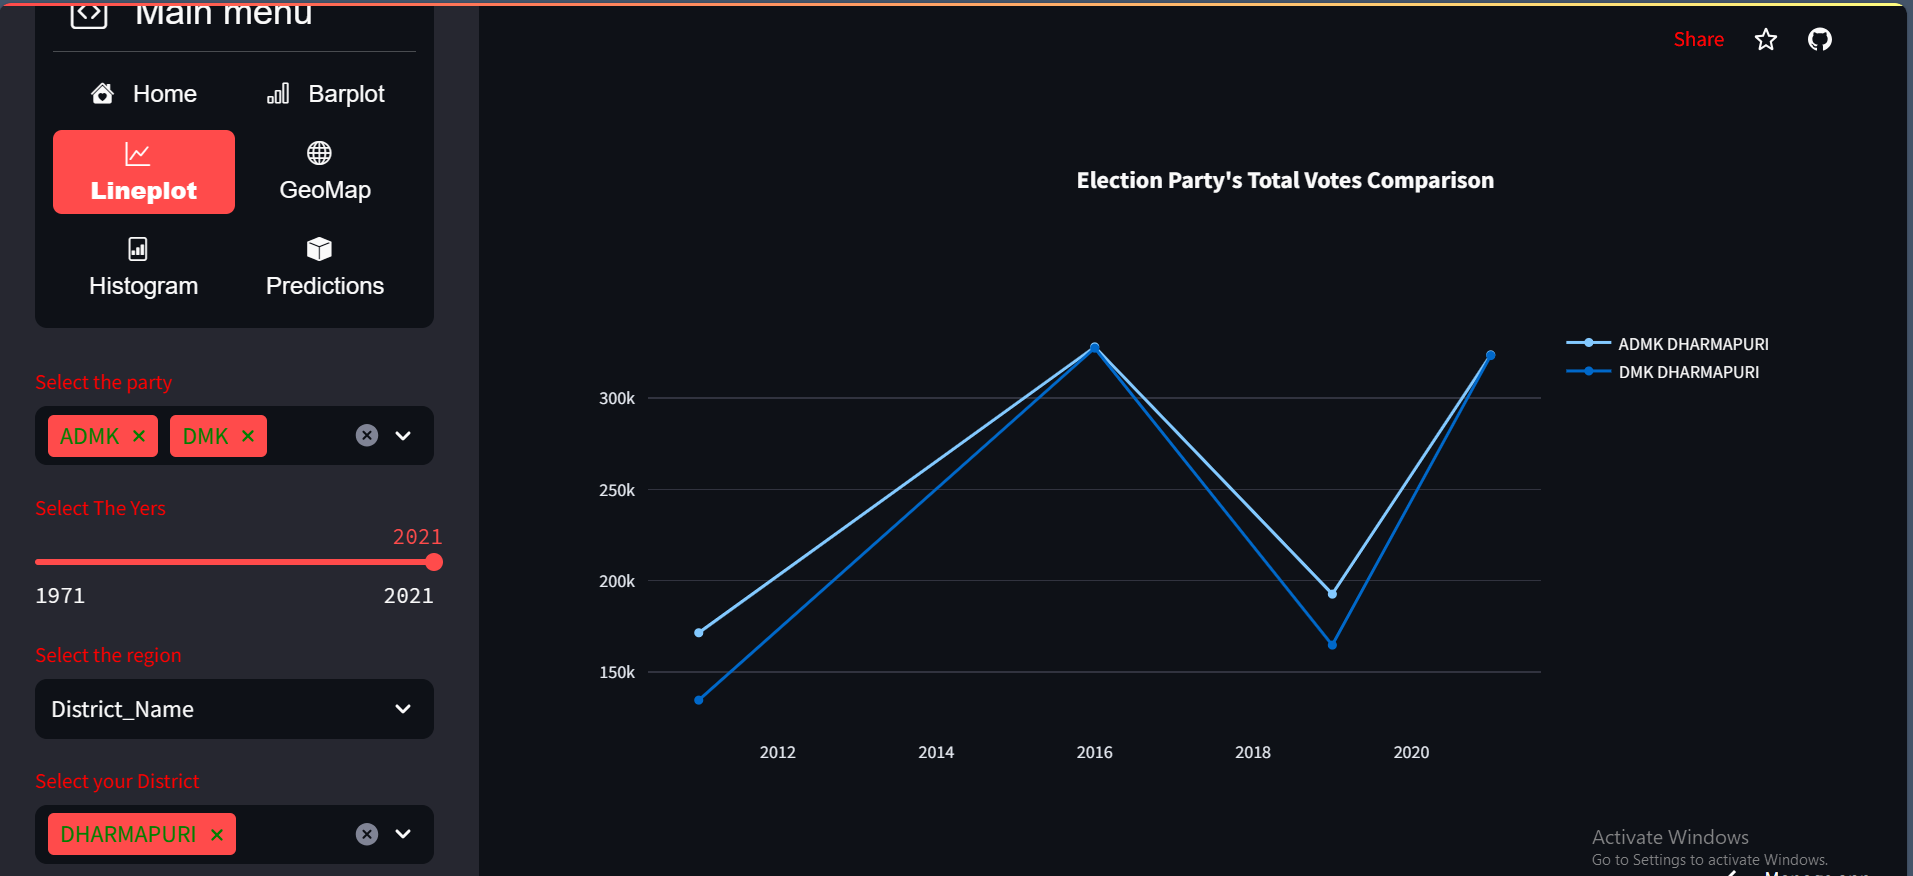 Main menu
Home
Barplot
Lineplot
GeoMap
Histogram
Predictions
Select the party
ADMK
DMK
Select The Yers
2021
1971
2021
Select the region
District_Name
Select your District
DHARMAPURI
Share
Election Party's Total Votes Comparison
ADMK DHARMAPURI
DMK DHARMAPURI
300k
250k
200k
150k
2012
2014
2016
2018
2020
Activate Windows
Go to Settings to activate Windows.
Manage app